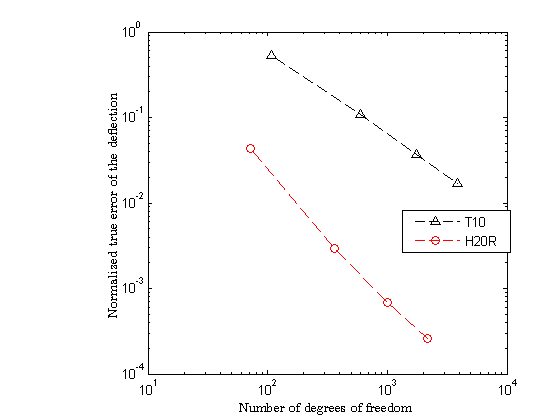 10^0
10^-1
10^-2
10^-3
10^-4
10^1
10^2
10^3
10^4
Normalized true error of the deflection
Number of degrees of freedom
T10
H20R